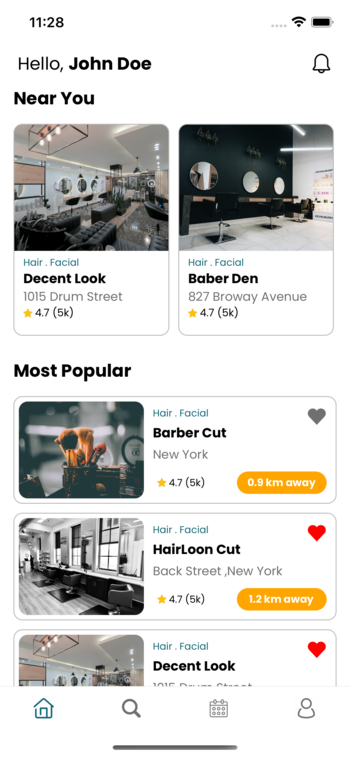 11:28
Hello, John Doe
Near You
Hair . Facial
Decent Look
1015 Drum Street
4.7 (5k)
Hair . Facial
Baber Den
827 Broway Avenue
4.7 (5k)
Most Popular
Hair . Facial
Barber Cut
New York
4.7 (5k)
0.9 km away
Hair . Facial
HairLoon Cut
Back Street ,New York
4.7 (5k)
1.2 km away
Hair . Facial
Decent Look
1015 Drum Street